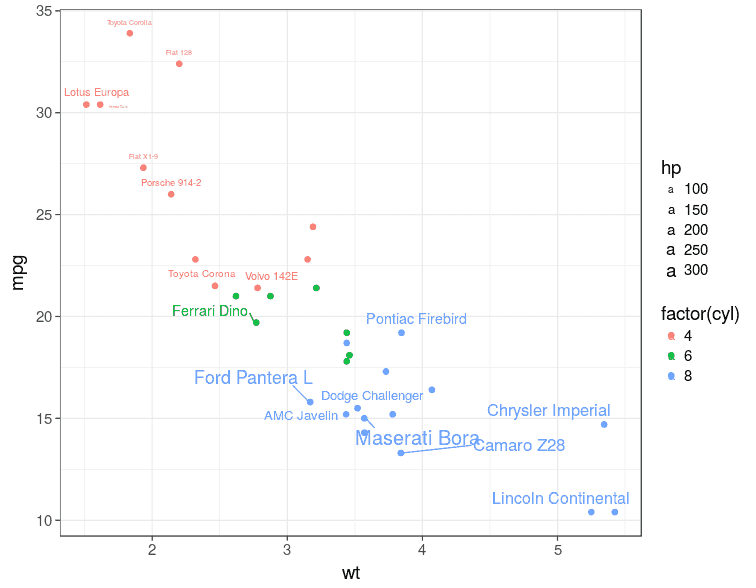 35
Toyota Corolla
Fiat 128
30
Lotus Europa
Fiat X1-9
Porsche 914-2
25
Toyota Corona
Volvo 142E
Ferrari Dino
20
Pontiac Firebird
Ford Pantera L
Dodge Challenger
AMC Javelin
15
Chrysler Imperial
Maserati Bora
Camaro Z28
Lincoln Continental
10
mpg
2 3 4 5
wt
hp
a 100
a 150
a 200
a 250
a 300
factor(cyl)
4
6
8